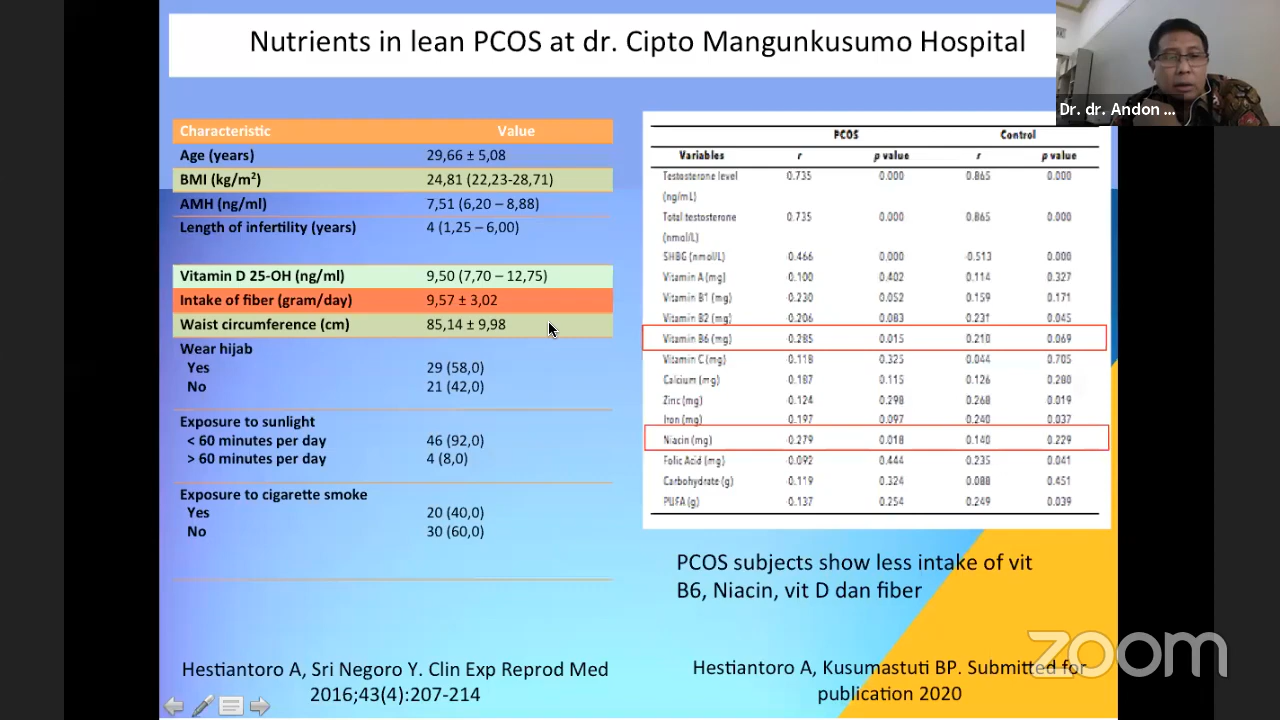 Nutrients in lean PCOS at dr. Cipto Mangunkusumo Hospital
Dr. dr. Andon ...
Characteristic Value
Age (years) 29,66 ± 5,08
BMI (kg/m²) 24,81 (22,23-28,71)
AMH (ng/ml) 7,51 (6,20 – 8,88)
Length of infertility (years) 4 (1,25 – 6,00)
Vitamin D 25-OH (ng/ml) 9,50 (7,70 – 12,75)
Intake of fiber (gram/day) 9,57 ± 3,02
Waist circumference (cm) 85,14 ± 9,98
Wear hijab
Yes 29 (58,0)
No 21 (42,0)
Exposure to sunlight
< 60 minutes per day 46 (92,0)
> 60 minutes per day 4 (8,0)
Exposure to cigarette smoke
Yes 20 (40,0)
No 30 (60,0)
PCOS Control
Variables r p value r p value
Testosterone level 0.735 0.000 0.865 0.000
(ng/mL)
Total testosterone 0.735 0.000 0.865 0.000
(nmol/L)
SHBG (nmol/L) 0.466 0.000 0.513 0.000
Vitamin A (mg) 0.100 0.402 0.114 0.327
Vitamin B1 (mg) 0.230 0.052 0.159 0.171
Vitamin B2 (mg) 0.206 0.083 0.231 0.045
Vitamin B6 (mg) 0.285 0.015 0.210 0.069
Vitamin C (mg) 0.118 0.325 0.044 0.705
Calcium (mg) 0.187 0.115 0.126 0.280
Zinc (mg) 0.124 0.298 0.268 0.019
Iron (mg) 0.197 0.097 0.240 0.037
Niacin (mg) 0.279 0.018 0.140 0.229
Folic Acid (mg) 0.092 0.444 0.235 0.041
Carbohydrate (g) 0.119 0.324 0.088 0.451
PUFA (g) 0.137 0.254 0.249 0.039
PCOS subjects show less intake of vit
B6, Niacin, vit D dan fiber
Hestiantoro A, Sri Negoro Y. Clin Exp Reprod Med
2016;43(4):207-214
Hestiantoro A, Kusumastuti BP. Submitted for
publication 2020
zoom